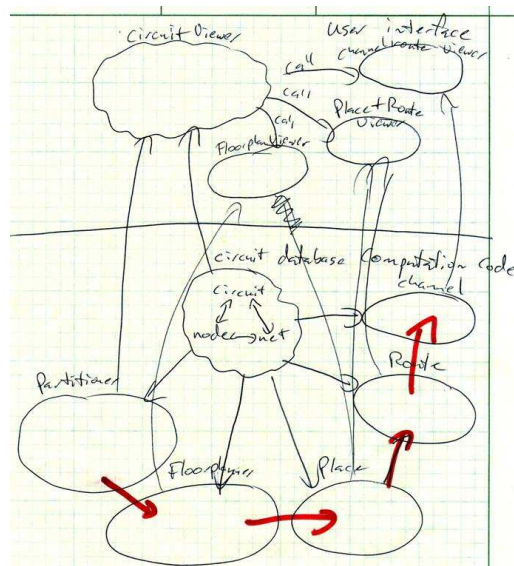 Circuit Viewer
User interface
channel route viewer
call
call
call
Place + Route
Viewer
Floorplan Viewer
circuit database
Computation code
channel
circuit
node
net
Route
Partitioner
Floorplanner
Place